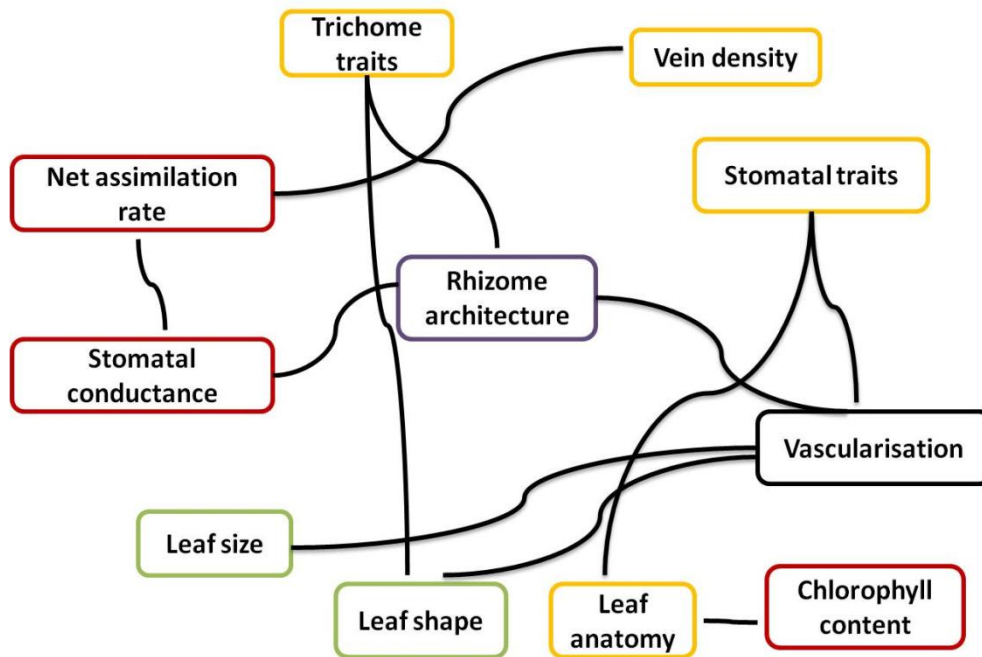 Trichome
traits
Vein density
Net assimilation
rate
Stomatal traits
Rhizome
architecture
Stomatal
conductance
Vascularisation
Leaf size
Leaf shape
Leaf
anatomy
Chlorophyll
content